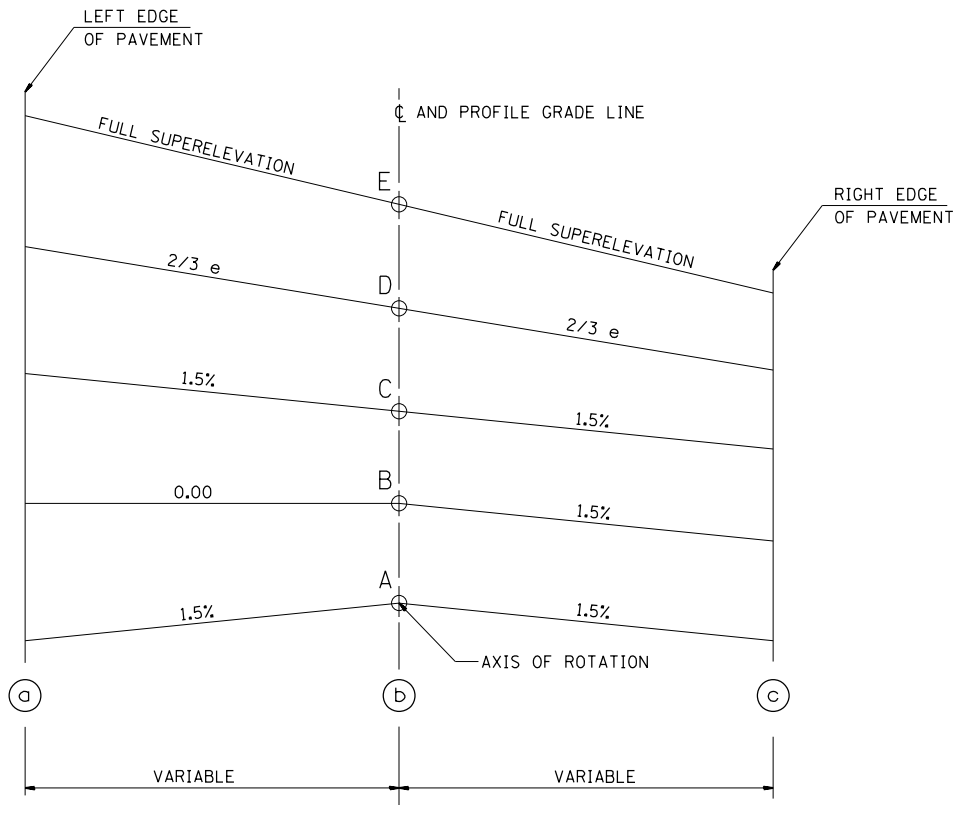 LEFT EDGE
OF PAVEMENT
℄ AND PROFILE GRADE LINE
FULL SUPERELEVATION
E
RIGHT EDGE
OF PAVEMENT
FULL SUPERELEVATION
2/3 e
D
2/3 e
1.5%
C
1.5%
0.00
B
1.5%
A
1.5%
1.5%
AXIS OF ROTATION
a
b
c
VARIABLE
VARIABLE